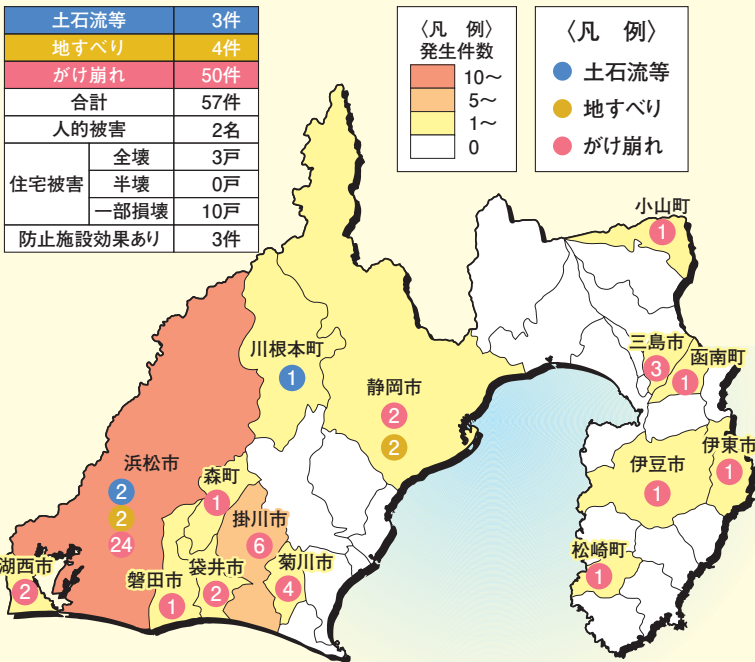 土石流等 3件
地すべり 4件
がけ崩れ 50件
合計 57件
人的被害 2名
住宅被害
全壊 3戸
半壊 0戸
一部損壊 10戸
防止施設効果あり 3件
〈凡 例〉
発生件数
10～
5～
1～
0
〈凡 例〉
土石流等
地すべり
がけ崩れ
小山町
1
三島市
3
函南町
1
川根本町
1
静岡市
2
2
伊東市
1
伊豆市
1
浜松市
2
2
24
森町
1
掛川市
6
松崎町
1
湖西市
2
磐田市
1
袋井市
2
菊川市
4